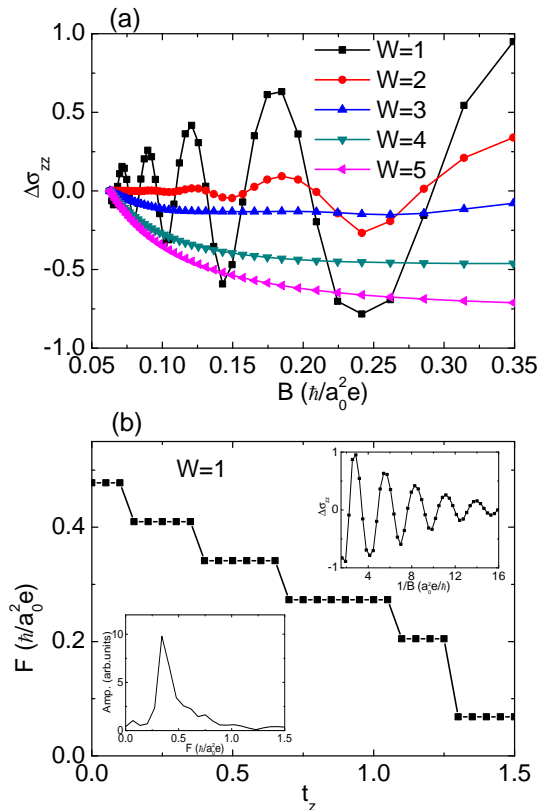 (a)
1.0
0.5
0.0
-0.5
-1.0
Δσzz
W=1
W=2
W=3
W=4
W=5
0.05 0.10 0.15 0.20 0.25 0.30 0.35
B (ℏ/a₀²e)
(b)
W=1
0.4
0.2
0.0
F (ℏ/a₀²e)
1
0
-1
Δσzz
4 8 12 16
1/B (a₀²e/ℏ)
10
5
0
Amp. (arb.units)
0.0 0.5 1.0 1.5
F (ℏ/a₀²e)
0.0 0.5 1.0 1.5
tz